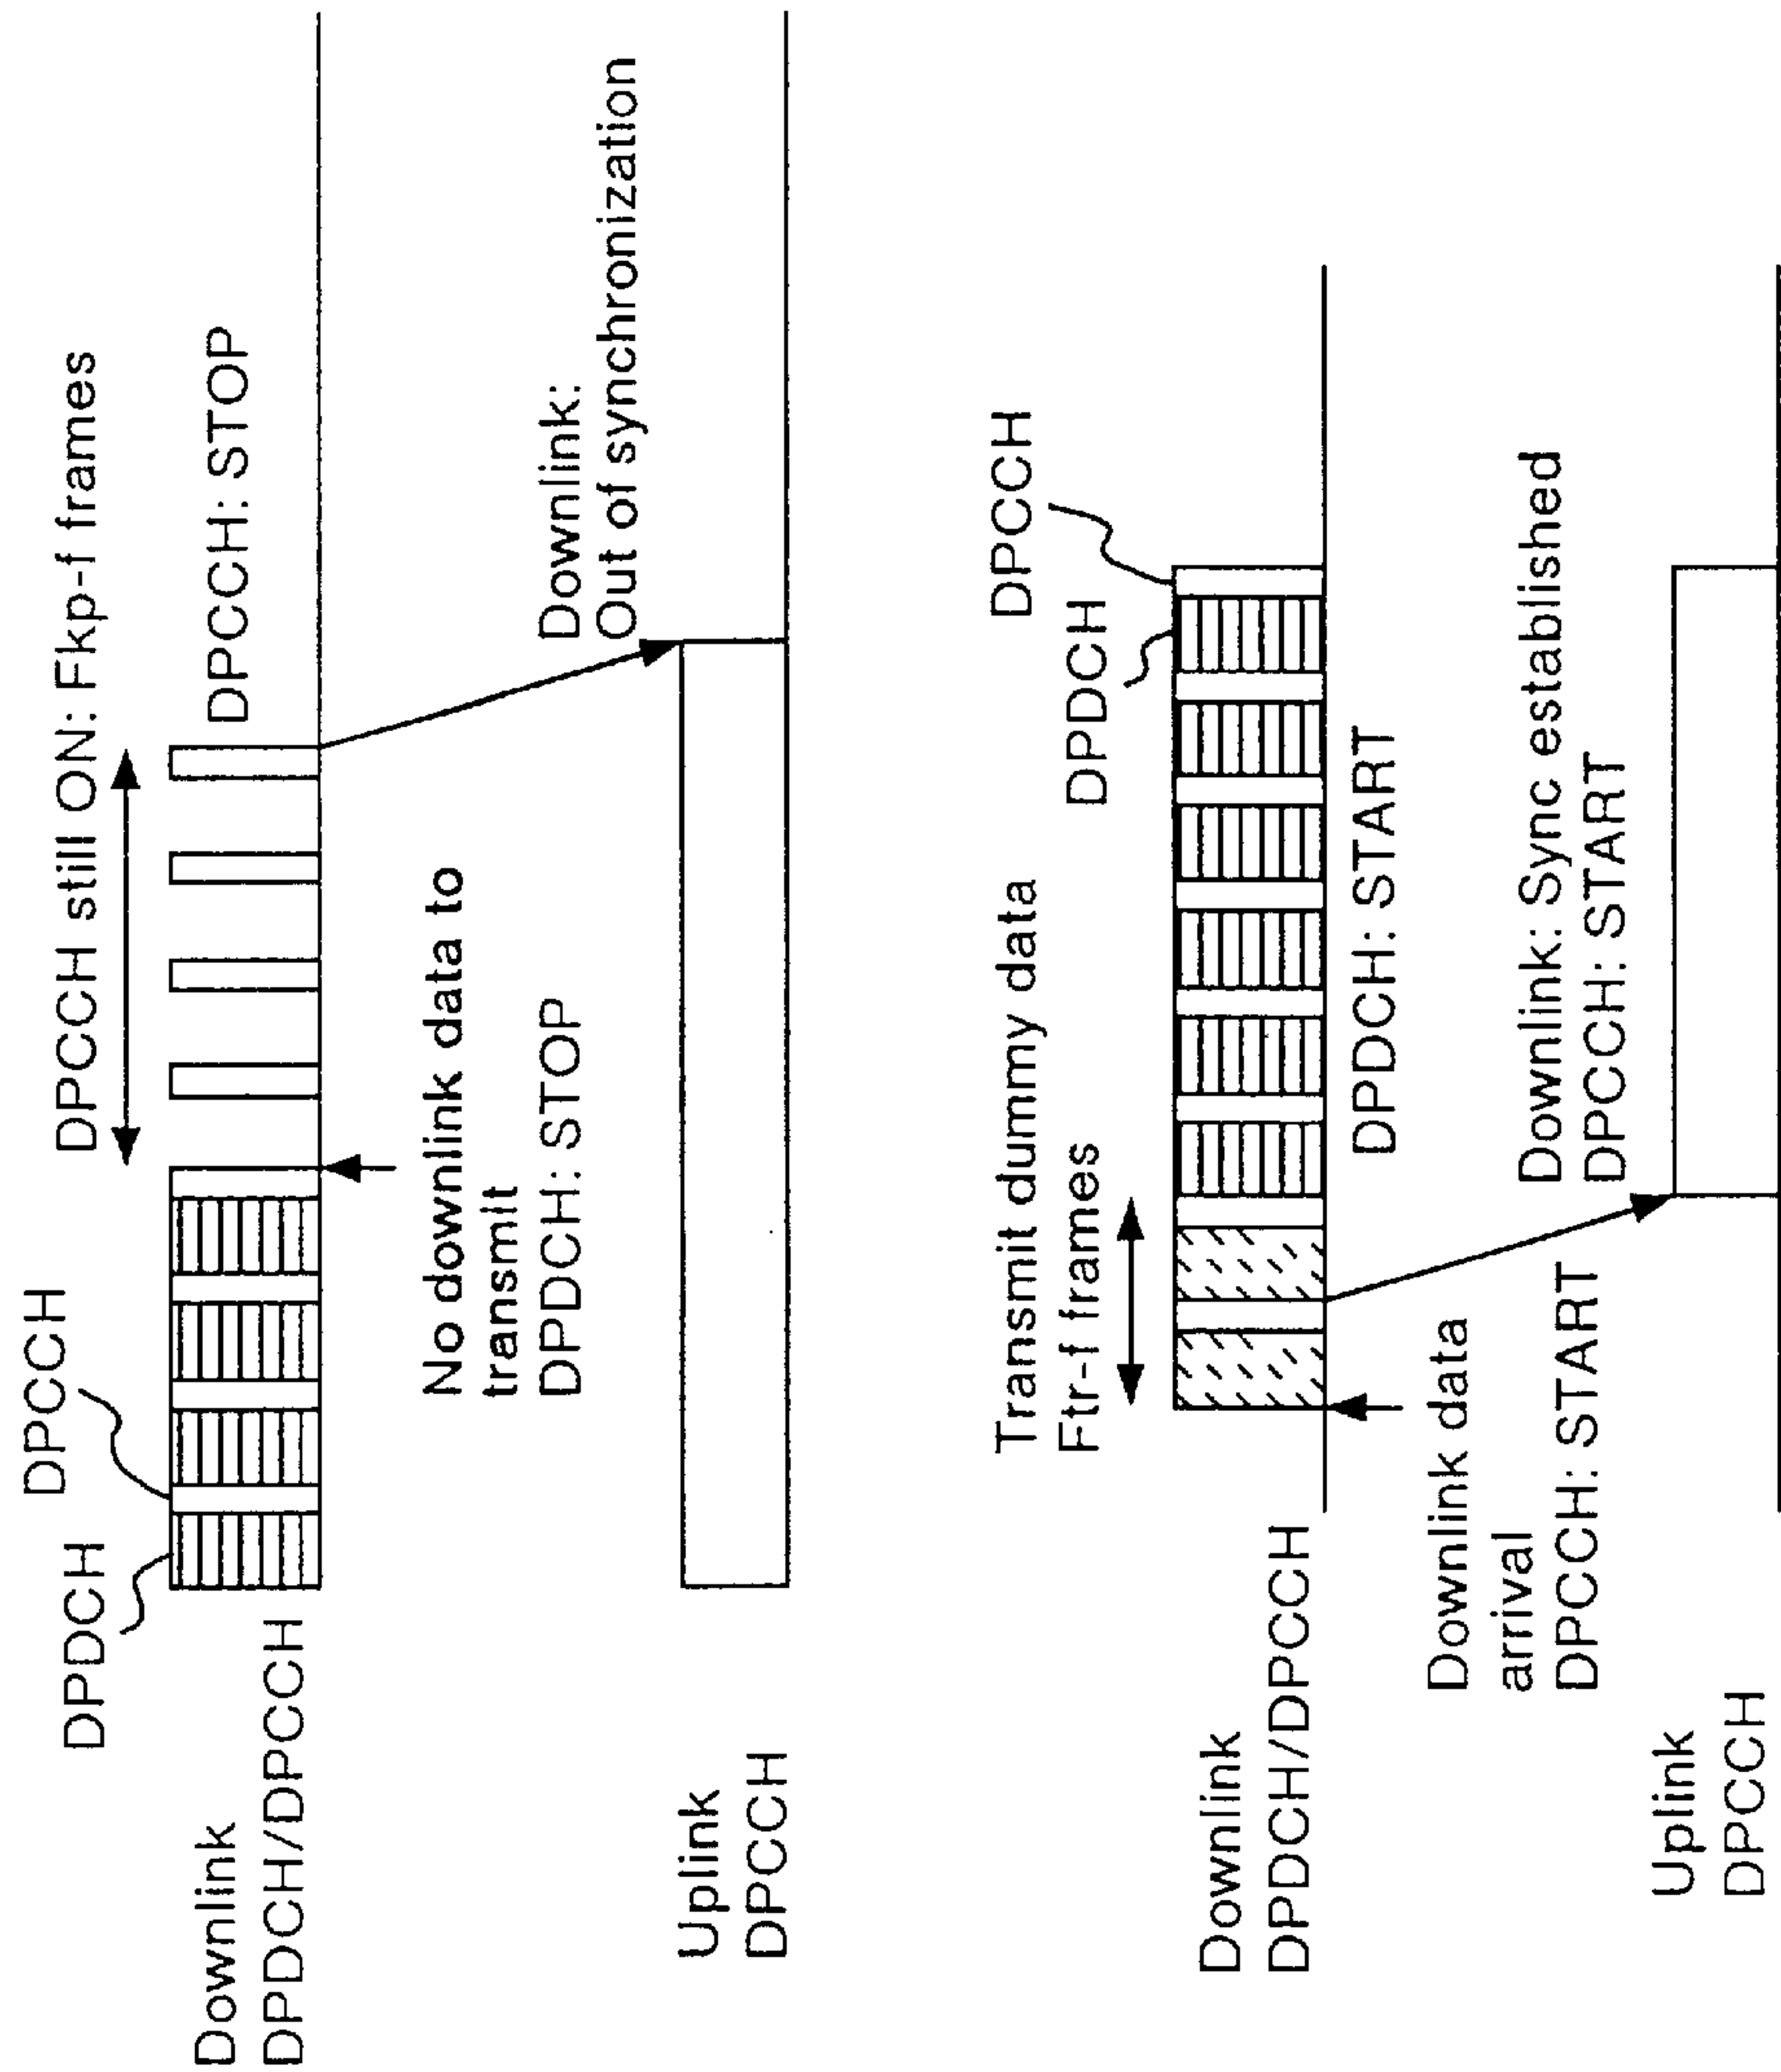 DPCCH still ON: Fkp-f frames
DPCCH
DPDCH
DPCCH: STOP
Downlink
DPDCH/DPCCH
No downlink data to
transmit
DPDCH: STOP
Downlink:
Out of synchronization
Uplink
DPCCH
Transmit dummy data
Ftr-f frames
DPCCH
DPDCH
Downlink
DPDCH/DPCCH
DPDCH: START
Downlink data
arrival
DPCCH: START
Downlink: Sync established
DPCCH: START
Uplink
DPCCH